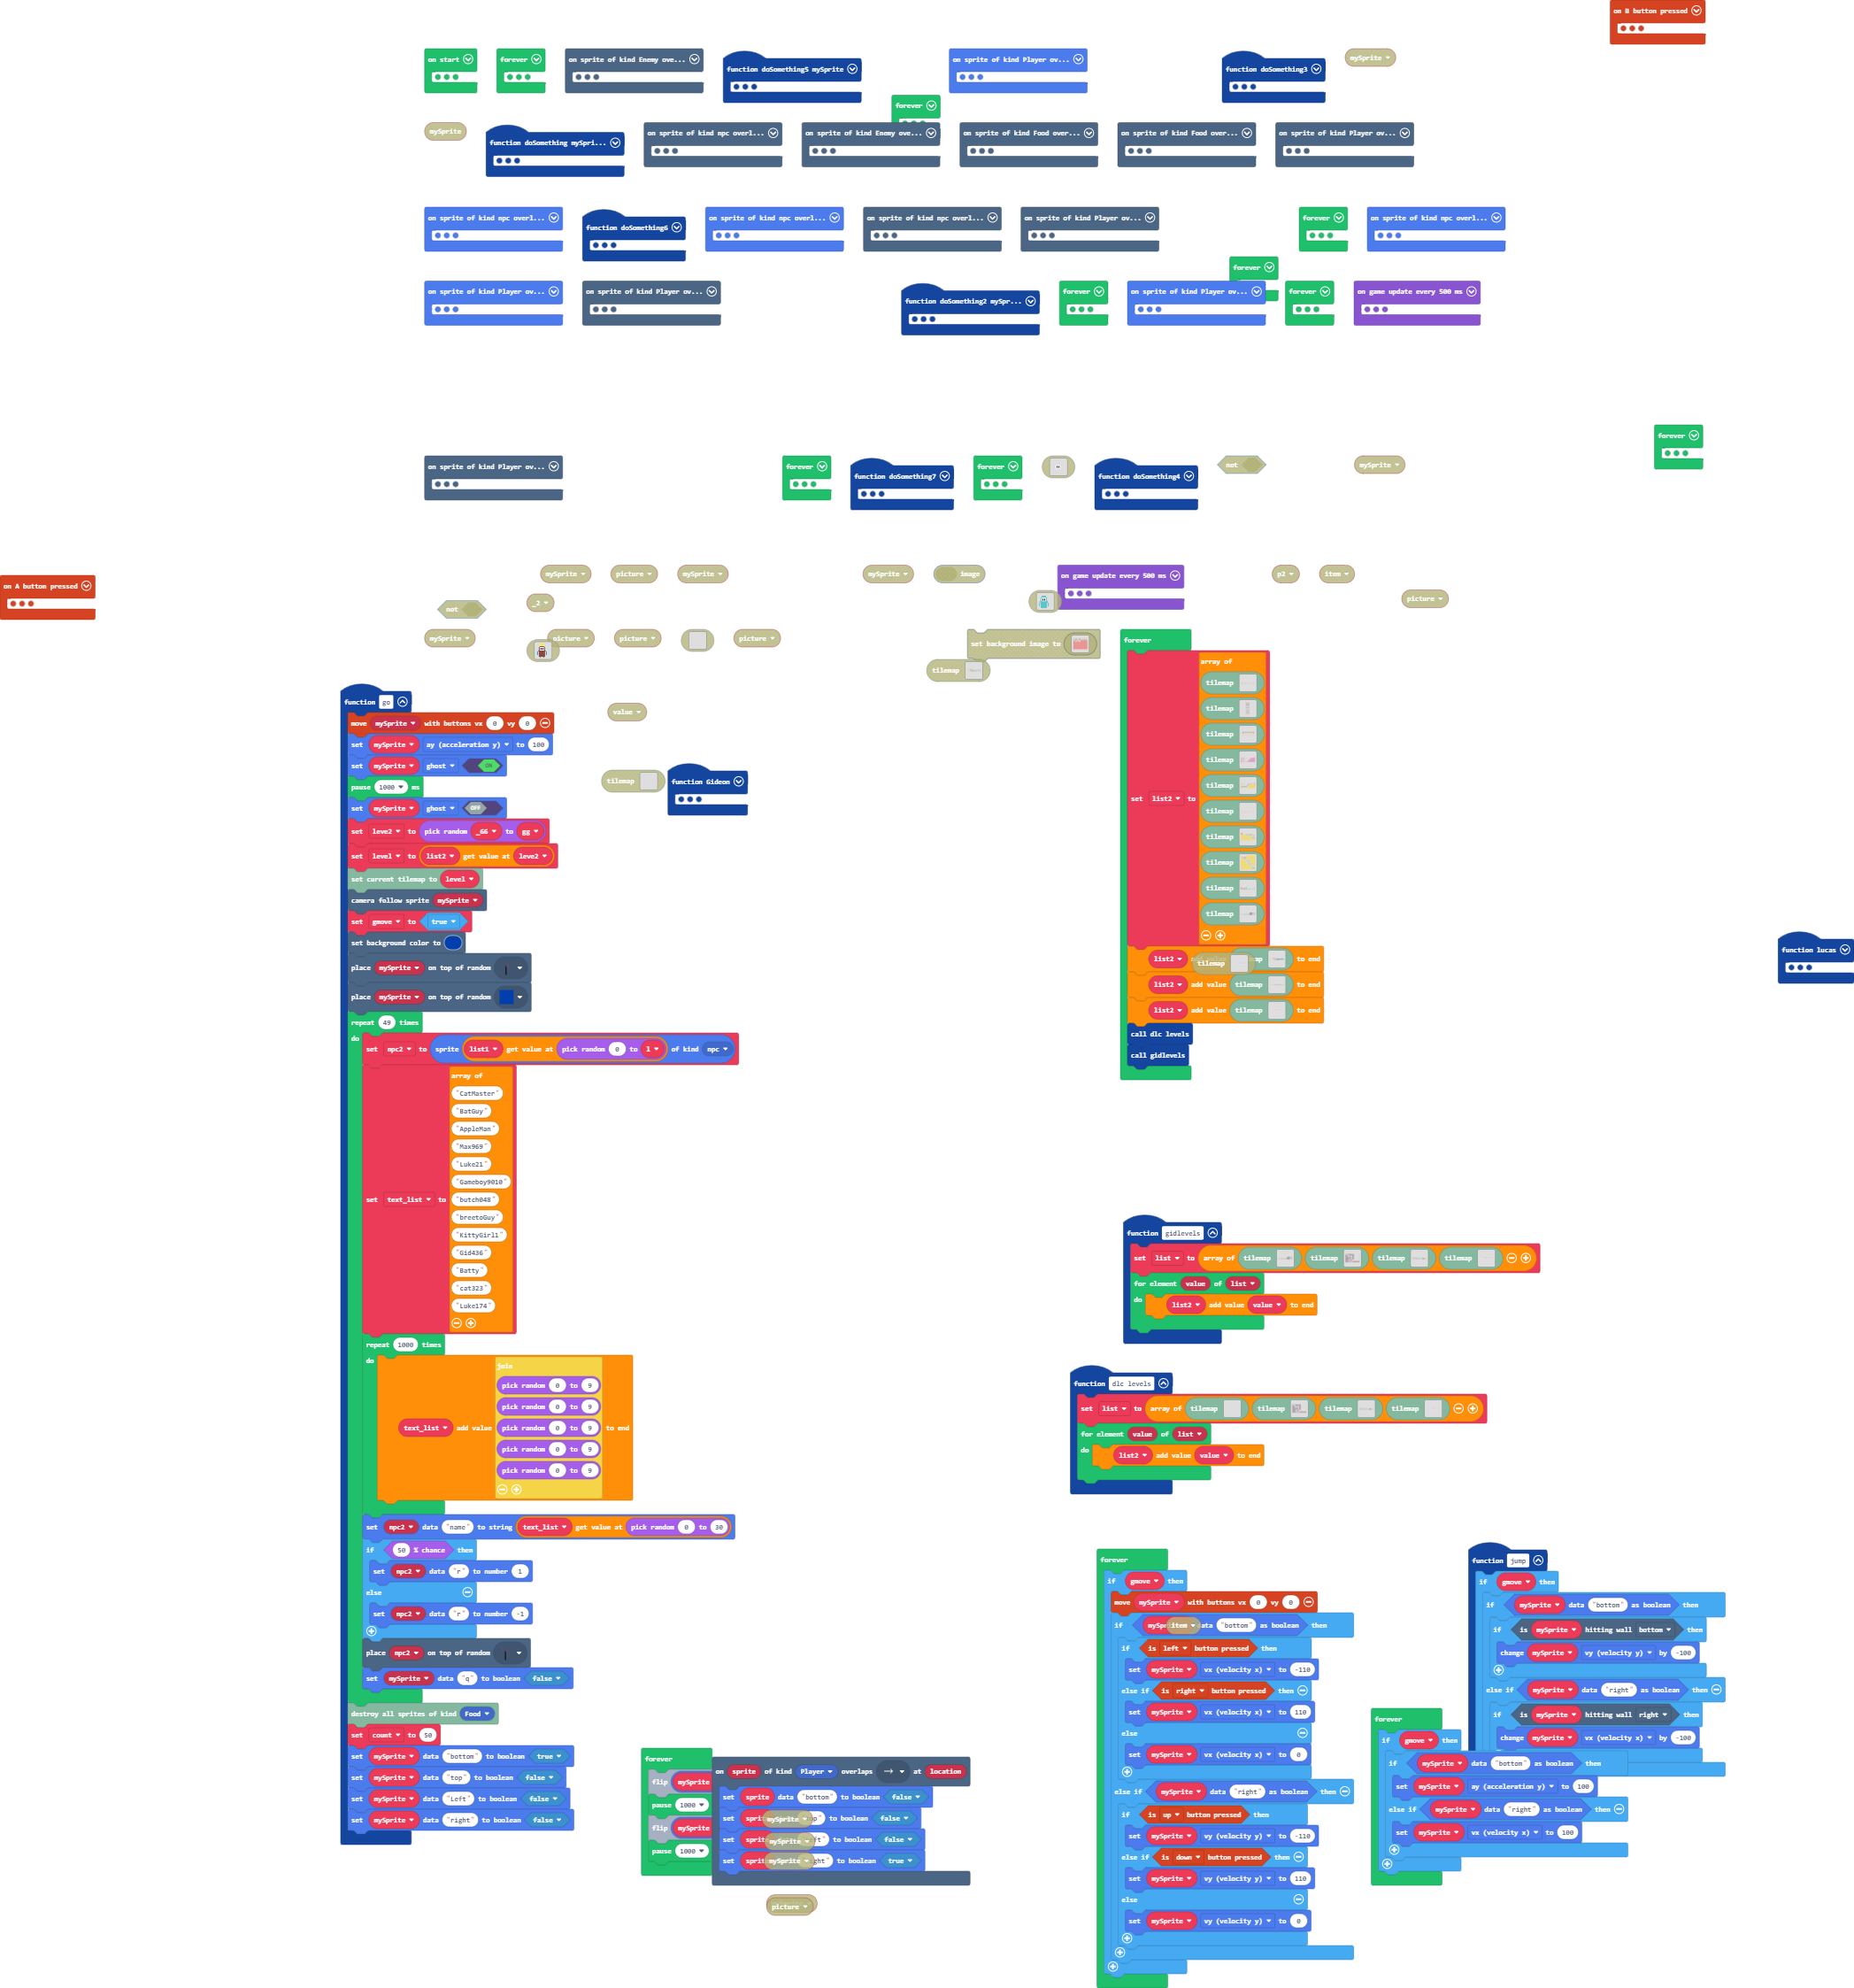 on B button pressed
on start
forever
on sprite of kind Enemy ove...
function doSomething5 mySprite
on sprite of kind Player ov...
function doSomething3
mySprite
forever
mySprite
function doSomething mySpri...
on sprite of kind npc overl...
on sprite of kind Enemy ove...
on sprite of kind Food over...
on sprite of kind Food over...
on sprite of kind Player ov...
on sprite of kind npc overl...
function doSomething6
on sprite of kind npc overl...
on sprite of kind npc overl...
on sprite of kind Player ov...
forever
on sprite of kind npc overl...
forever
on sprite of kind Player ov...
on sprite of kind Player ov...
function doSomething2 mySpr...
forever
on sprite of kind Player ov...
forever
on game update every 500 ms
forever
on sprite of kind Player ov...
forever
function doSomething7
forever
function doSomething4
not
mySprite
on A button pressed
mySprite
picture
mySprite
mySprite
image
on game update every 500 ms
p2
item
picture
not
_2
mySprite
picture
picture
picture
set background image to
tilemap
value
tilemap
function Gideon
function lucas
function go
move mySprite with buttons vx 0 vy 0
set mySprite ay (acceleration y) to 100
set mySprite ghost ON
pause 1000 ms
set mySprite ghost OFF
set leve2 to pick random _66 to gg
set level to list2 get value at leve2
set current tilemap to level
camera follow sprite mySprite
set gmove to true
set background color to
place mySprite on top of random
place mySprite on top of random
repeat 49 times
do
set mpc2 to sprite list1 get value at pick random 0 to l of kind npc
set text_list to array of
"CatMaster"
"BatGuy"
"AppleMan"
"Max969"
"Luke21"
"Gameboy9010"
"butch048"
"breetoGuy"
"KittyGirl1"
"Gid436"
"Batty"
"cat323"
"Luke174"
repeat 1000 times
do
text_list add value join
pick random 0 to 9
pick random 0 to 9
pick random 0 to 9
pick random 0 to 9
pick random 0 to 9
to end
set mpc2 data "name" to string text_list get value at pick random 0 to 30
if 50 % chance then
set mpc2 data "r" to number 1
else
set mpc2 data "r" to number -1
place mpc2 on top of random
set mySprite data "q" to boolean false
destroy all sprites of kind Food
set count to 50
set mySprite data "bottom" to boolean true
set mySprite data "top" to boolean false
set mySprite data "Left" to boolean false
set mySprite data "right" to boolean false
forever
set list2 to array of
tilemap
tilemap
tilemap
tilemap
tilemap
tilemap
tilemap
tilemap
tilemap
tilemap
list2 tilemap to end
list2 add value tilemap to end
list2 add value tilemap to end
call dlc levels
call gidlevels
function gidlevels
set list to array of tilemap tilemap tilemap tilemap
for element value of list
do
list2 add value value to end
function dlc levels
set list to array of tilemap tilemap tilemap tilemap
for element value of list
do
list2 add value value to end
forever
flip mySprite
pause 1000
flip mySprite
pause 1000
on sprite of kind Player overlaps at location
set sprite data "bottom" to boolean false
set mySprite to boolean false
set mySprite to boolean false
set mySprite to boolean true
picture
forever
if gmove then
move mySprite with buttons vx 0 vy 0
if item "bottom" as boolean then
if is left button pressed then
set mySprite vx (velocity x) to -110
else if is right button pressed then
set mySprite vx (velocity x) to 110
else
set mySprite vx (velocity x) to 0
else if mySprite data "right" as boolean then
if is up button pressed then
set mySprite vy (velocity y) to -110
else if is down button pressed then
set mySprite vy (velocity y) to 110
else
set mySprite vy (velocity y) to 0
function jump
if gmove then
if mySprite data "bottom" as boolean then
if is mySprite hitting wall bottom then
change mySprite vy (velocity y) by -100
else if mySprite data "right" as boolean then
if is mySprite hitting wall right then
change mySprite vx (velocity x) by -100
forever
if gmove then
if mySprite data "bottom" as boolean then
set mySprite ay (acceleration y) to 100
else if mySprite data "right" as boolean then
set mySprite vx (velocity x) to 100